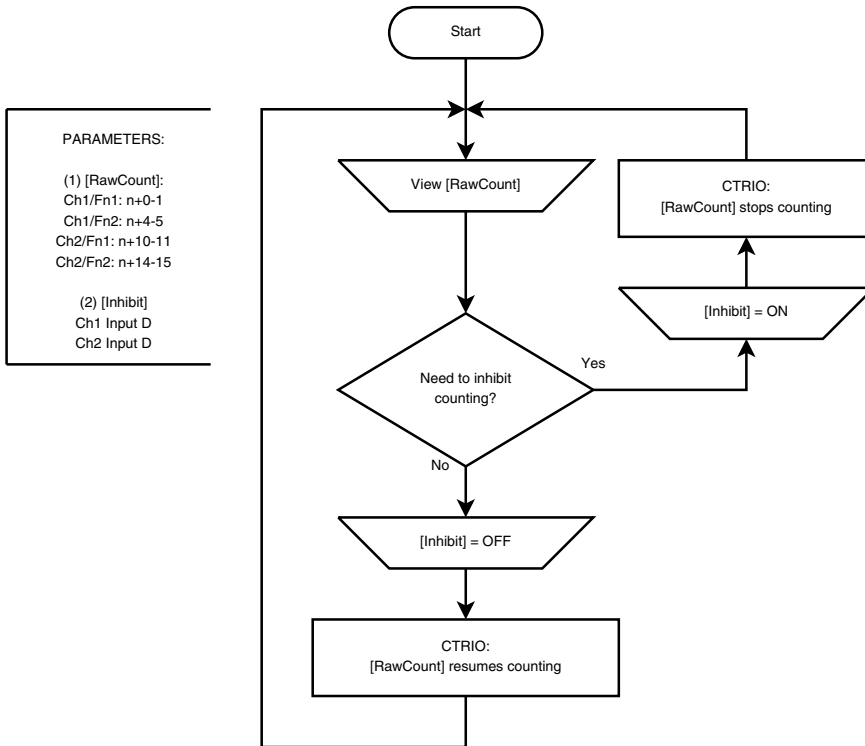 Start
PARAMETERS:
(1) [RawCount]:
Ch1/Fn1: n+0-1
Ch1/Fn2: n+4-5
Ch2/Fn1: n+10-11
Ch2/Fn2: n+14-15
(2) [Inhibit]
Ch1 Input D
Ch2 Input D
View [RawCount]
CTRIO:
[RawCount] stops counting
[Inhibit] = ON
Need to inhibit
counting?
Yes
No
[Inhibit] = OFF
CTRIO:
[RawCount] resumes counting